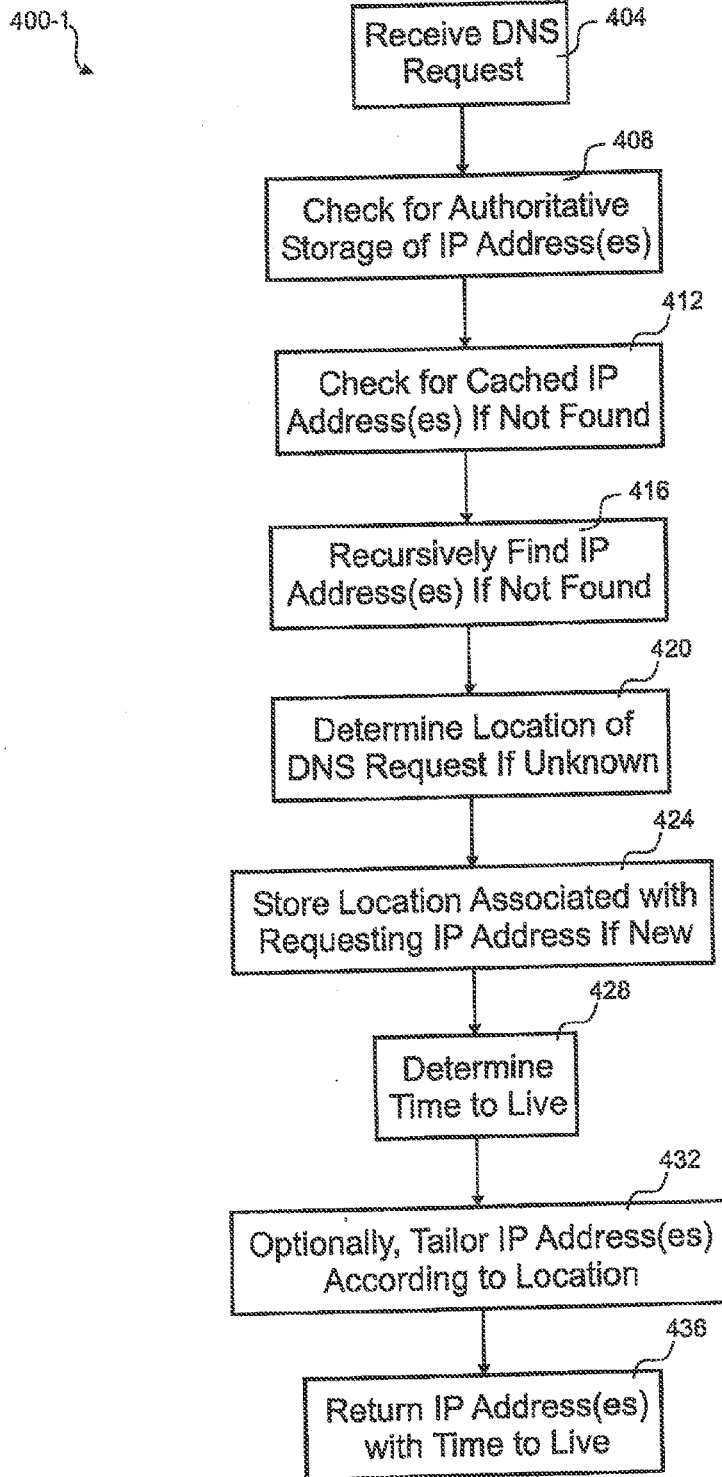 400-1
404
Receive DNS
Request
408
Check for Authoritative
Storage of IP Address(es)
412
Check for Cached IP
Address(es) If Not Found
416
Recursively Find IP
Address(es) If Not Found
420
Determine Location of
DNS Request If Unknown
424
Store Location Associated with
Requesting IP Address If New
428
Determine
Time to Live
432
Optionally, Tailor IP Address(es)
According to Location
436
Return IP Address(es)
with Time to Live